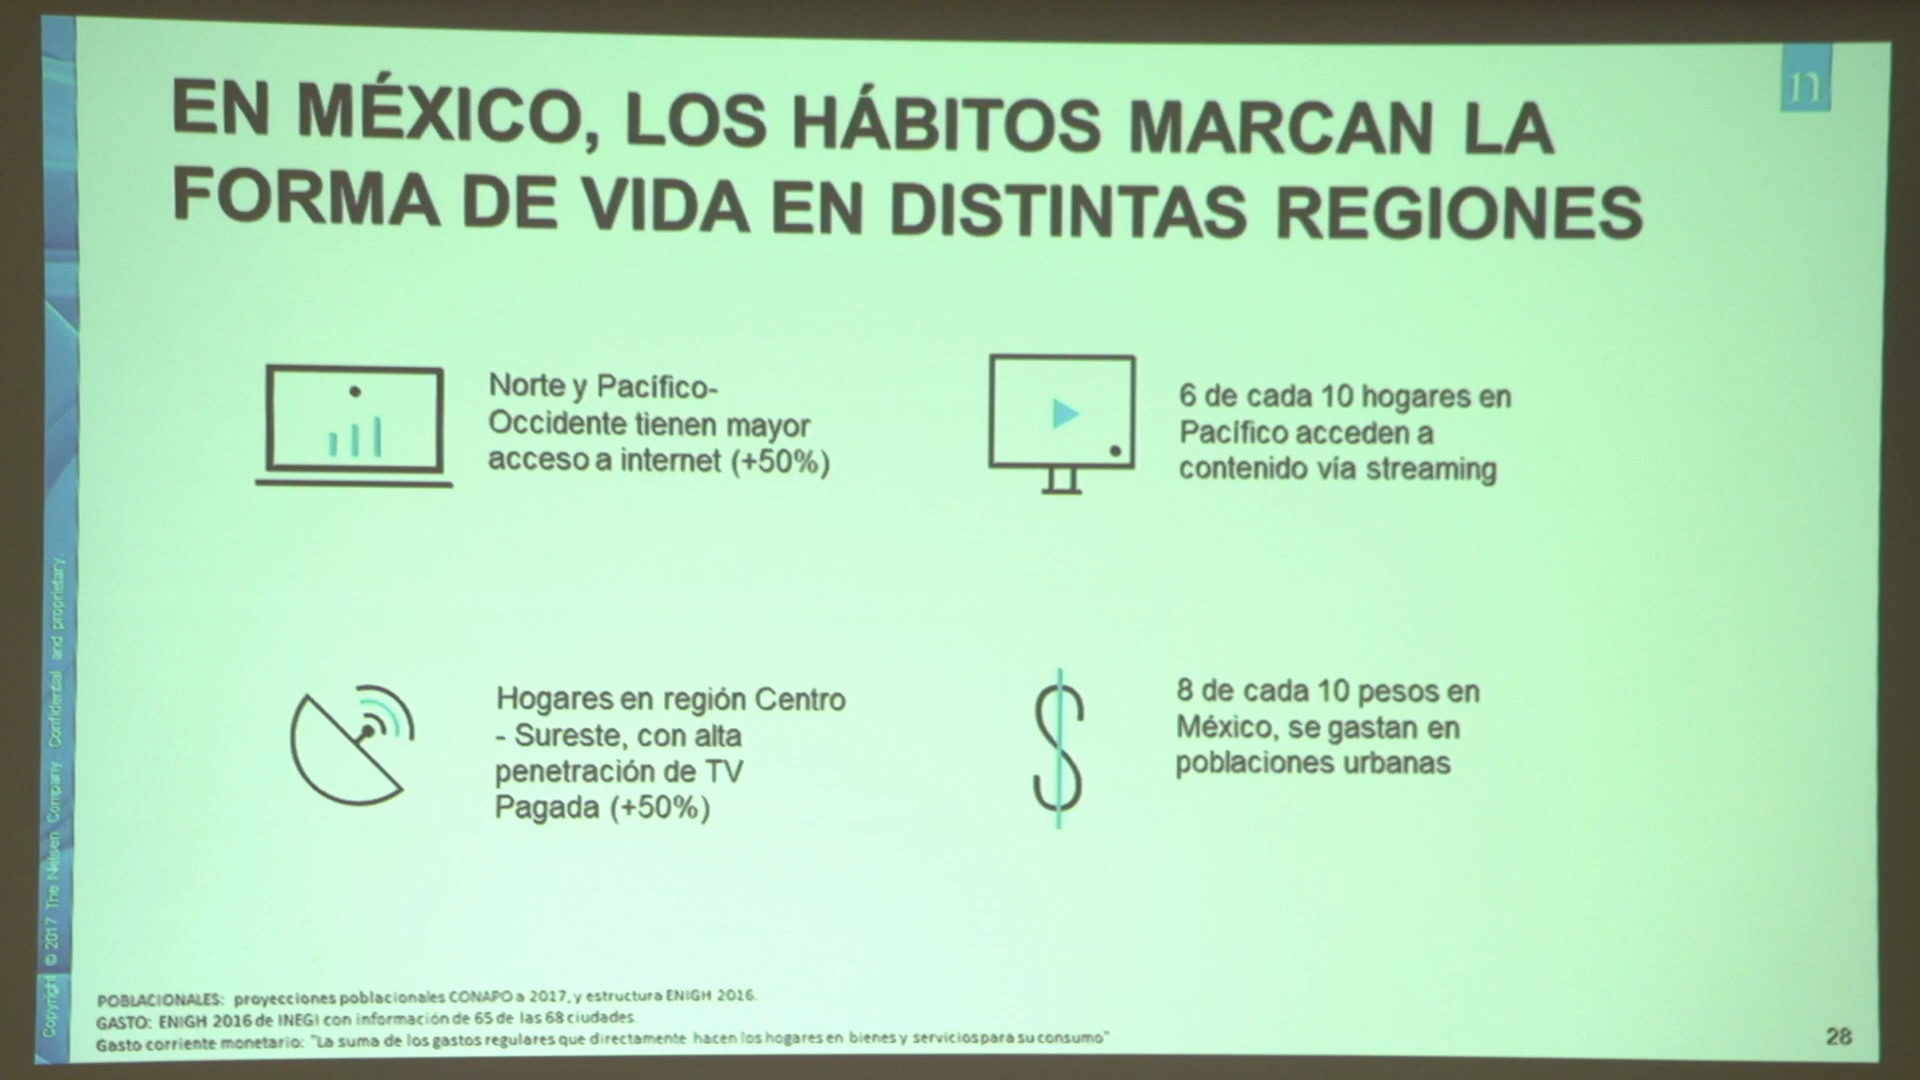 EN MÉXICO, LOS HÁBITOS MARCAN LA
FORMA DE VIDA EN DISTINTAS REGIONES
n
Norte y Pacífico-
Occidente tienen mayor
acceso a internet (+50%)
6 de cada 10 hogares en
Pacífico acceden a
contenido vía streaming
Hogares en región Centro
- Sureste, con alta
penetración de TV
Pagada (+50%)
8 de cada 10 pesos en
México, se gastan en
poblaciones urbanas
Copyright © 2017 The Nielsen Company. Confidential and proprietary.
POBLACIONALES: proyecciones poblacionales CONAPO a 2017, y estructura ENIGH 2016.
GASTO: ENIGH 2016 de INEGI con información de 65 de las 68 ciudades.
Gasto corriente monetario: "La suma de los gastos regulares que directamente hacen los hogares en bienes y servicios para su consumo"
28